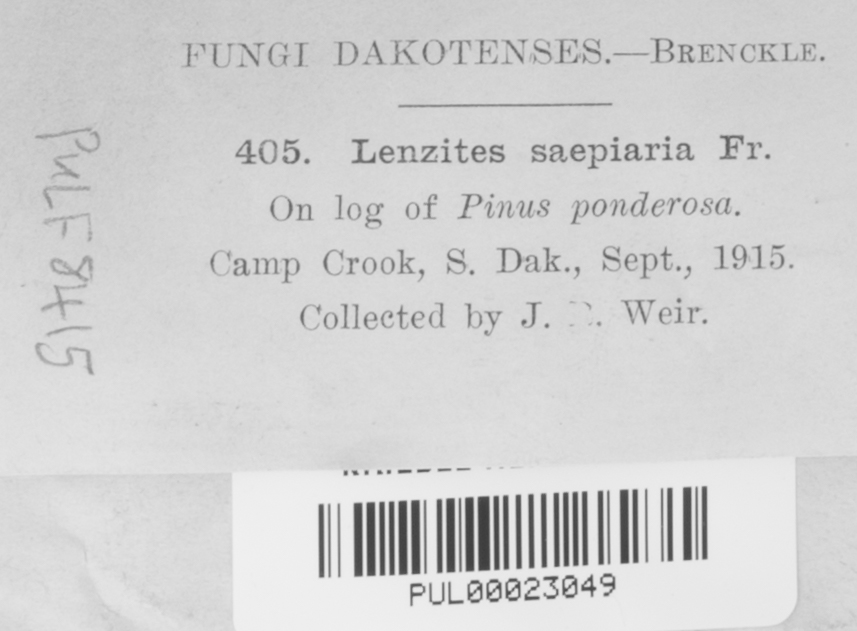 FUNGI DAKOTENSES.—BRENCKLE.
405. Lenzites saepiaria Fr.
On log of Pinus ponderosa.
Camp Crook, S. Dak., Sept., 1915.
Collected by J. . Weir.
PULF 8415
PUL00023049